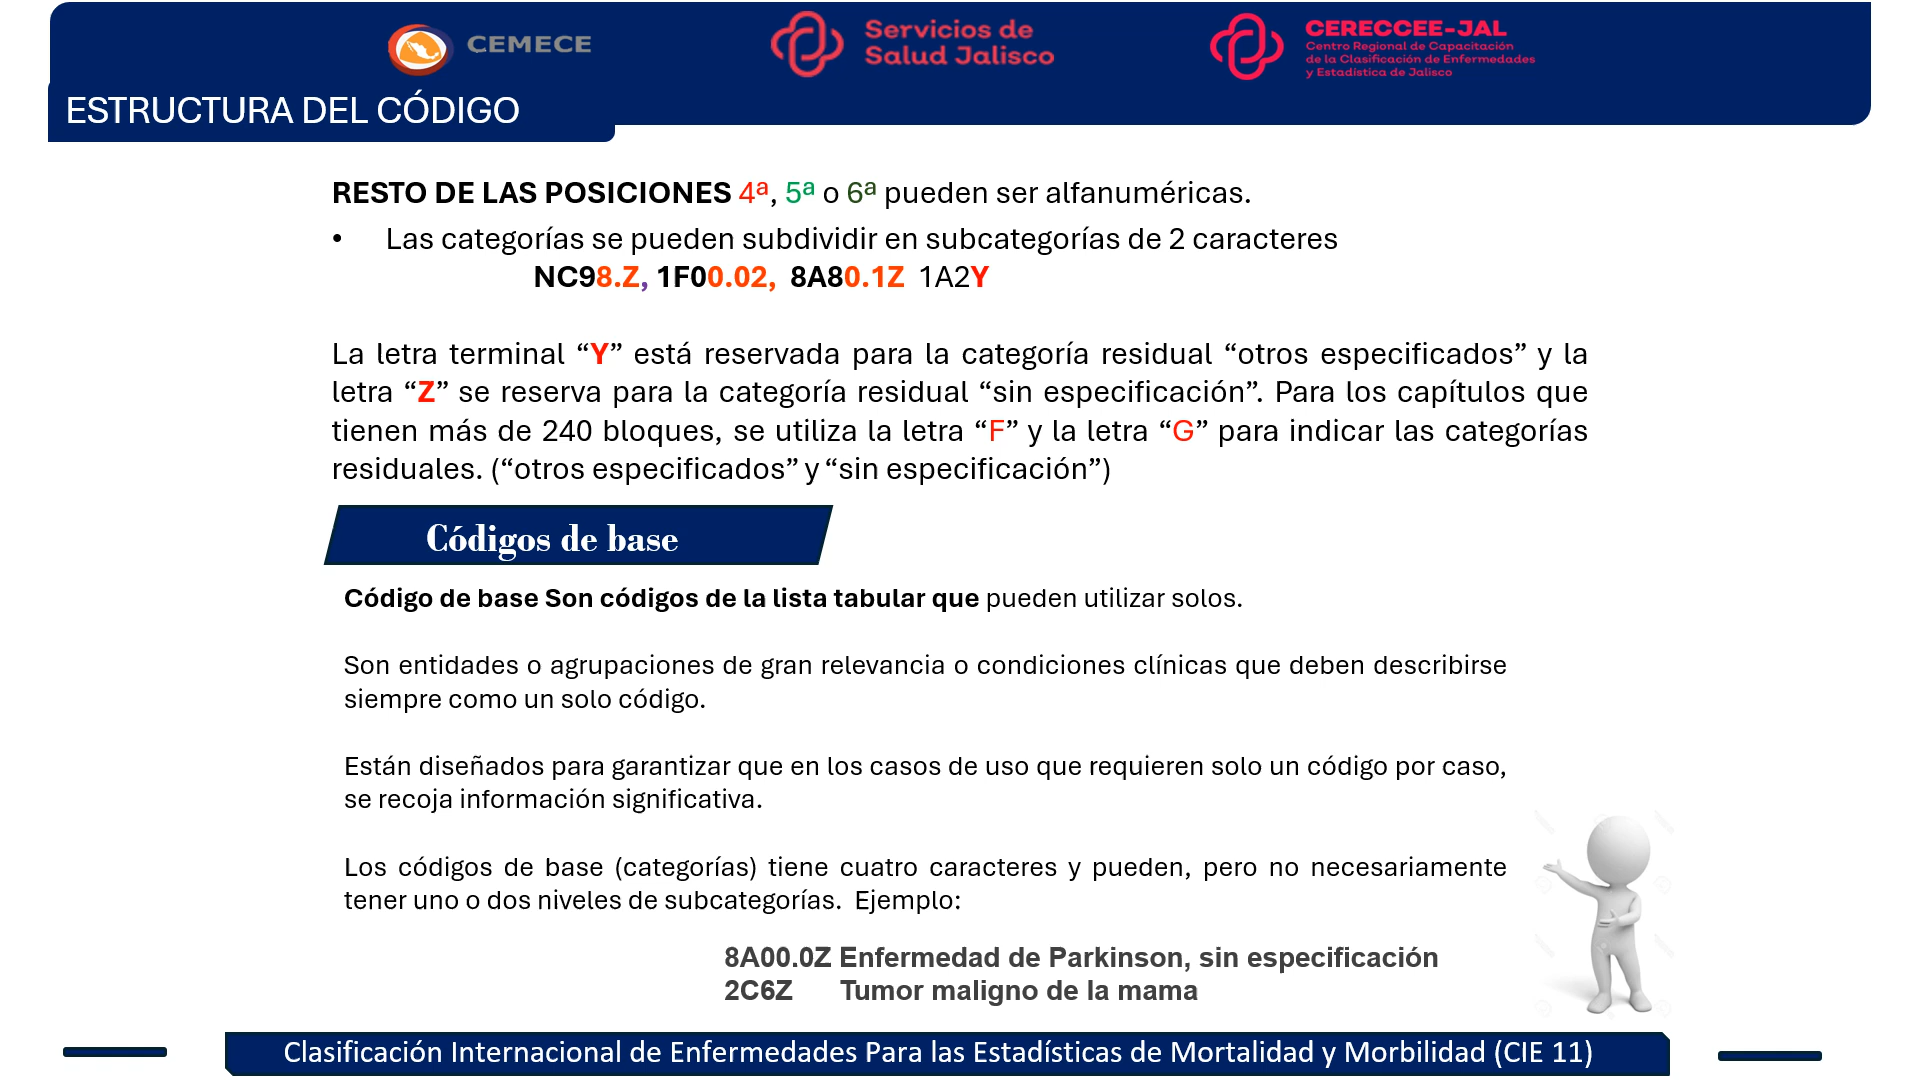 CEMECE
Servicios de
Salud Jalisco
CERECCEE-JAL
Centro Regional de Capacitación
de la Clasificación de Enfermedades
y Estadística de Jalisco
ESTRUCTURA DEL CÓDIGO
RESTO DE LAS POSICIONES 4ª, 5ª o 6ª pueden ser alfanuméricas.
• Las categorías se pueden subdividir en subcategorías de 2 caracteres
NC98.Z, 1F00.02, 8A80.1Z 1A2Y
La letra terminal “Y” está reservada para la categoría residual “otros especificados” y la
letra “Z” se reserva para la categoría residual “sin especificación”. Para los capítulos que
tienen más de 240 bloques, se utiliza la letra “F” y la letra “G” para indicar las categorías
residuales. (“otros especificados” y “sin especificación”)
Códigos de base
Código de base Son códigos de la lista tabular que pueden utilizar solos.
Son entidades o agrupaciones de gran relevancia o condiciones clínicas que deben describirse
siempre como un solo código.
Están diseñados para garantizar que en los casos de uso que requieren solo un código por caso,
se recoja información significativa.
Los códigos de base (categorías) tiene cuatro caracteres y pueden, pero no necesariamente
tener uno o dos niveles de subcategorías. Ejemplo:
8A00.0Z Enfermedad de Parkinson, sin especificación
2C6Z Tumor maligno de la mama
Clasificación Internacional de Enfermedades Para las Estadísticas de Mortalidad y Morbilidad (CIE 11)